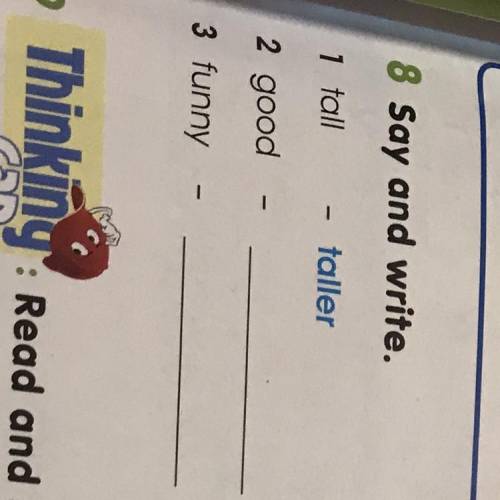 8 Say and write.
1 tall - taller
2 good -
3 funny -
Thinking
: Read and